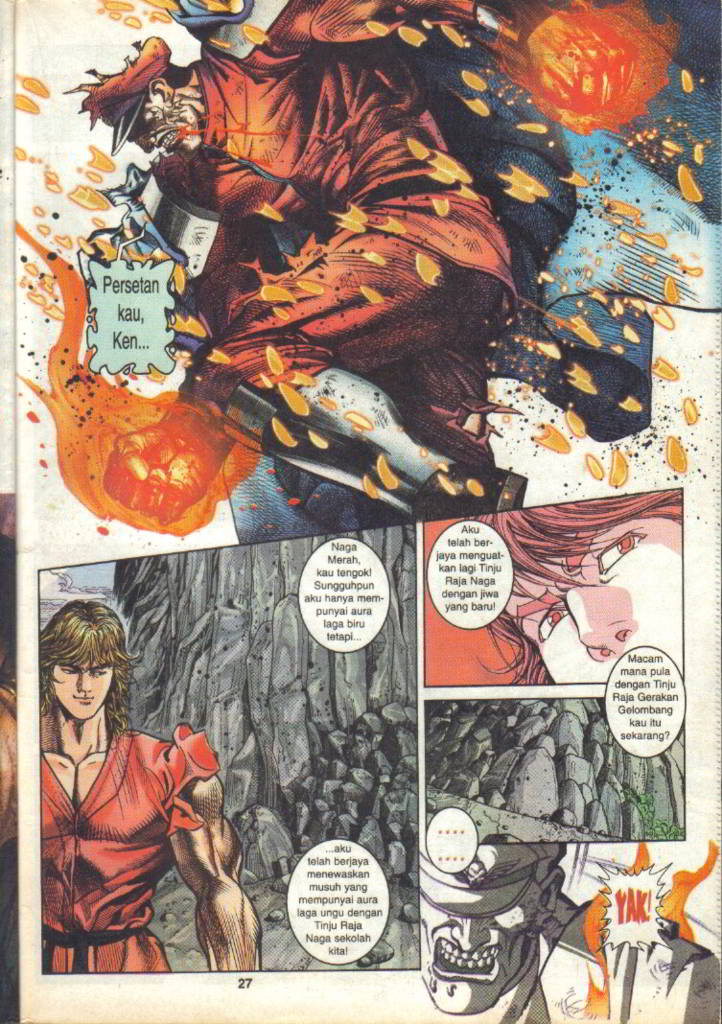 Persetan
kau,
Ken...
Naga
Merah,
kau tengok!
Sungguhpun
aku hanya mem-
punyai aura
laga biru
tetapi...
...aku
telah berjaya
menewaskan
musuh yang
mempunyai aura
laga ungu dengan
Tinju Raja
Naga sekolah
kita!
Aku
telah ber-
jaya menguat-
kan lagi Tinju
Raja Naga
dengan jiwa
yang baru!
Macam
mana pula
dengan Tinju
Raja Gerakan
Gelombang
kau itu
sekarang?
....
....
YAK!
27